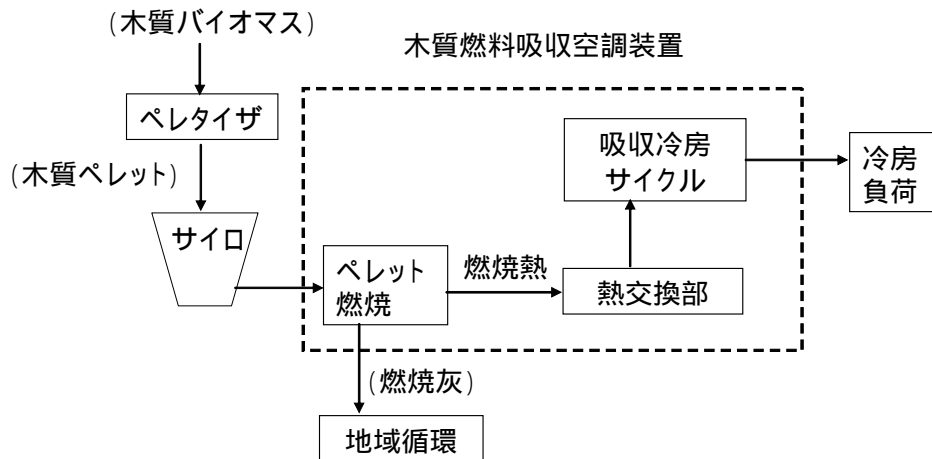 (木質バイオマス)
木質燃料吸収空調装置
ペレタイザ
(木質ペレット)
サイロ
ペレット
燃焼
燃焼熱
熱交換部
吸収冷房
サイクル
冷房
負荷
(燃焼灰)
地域循環